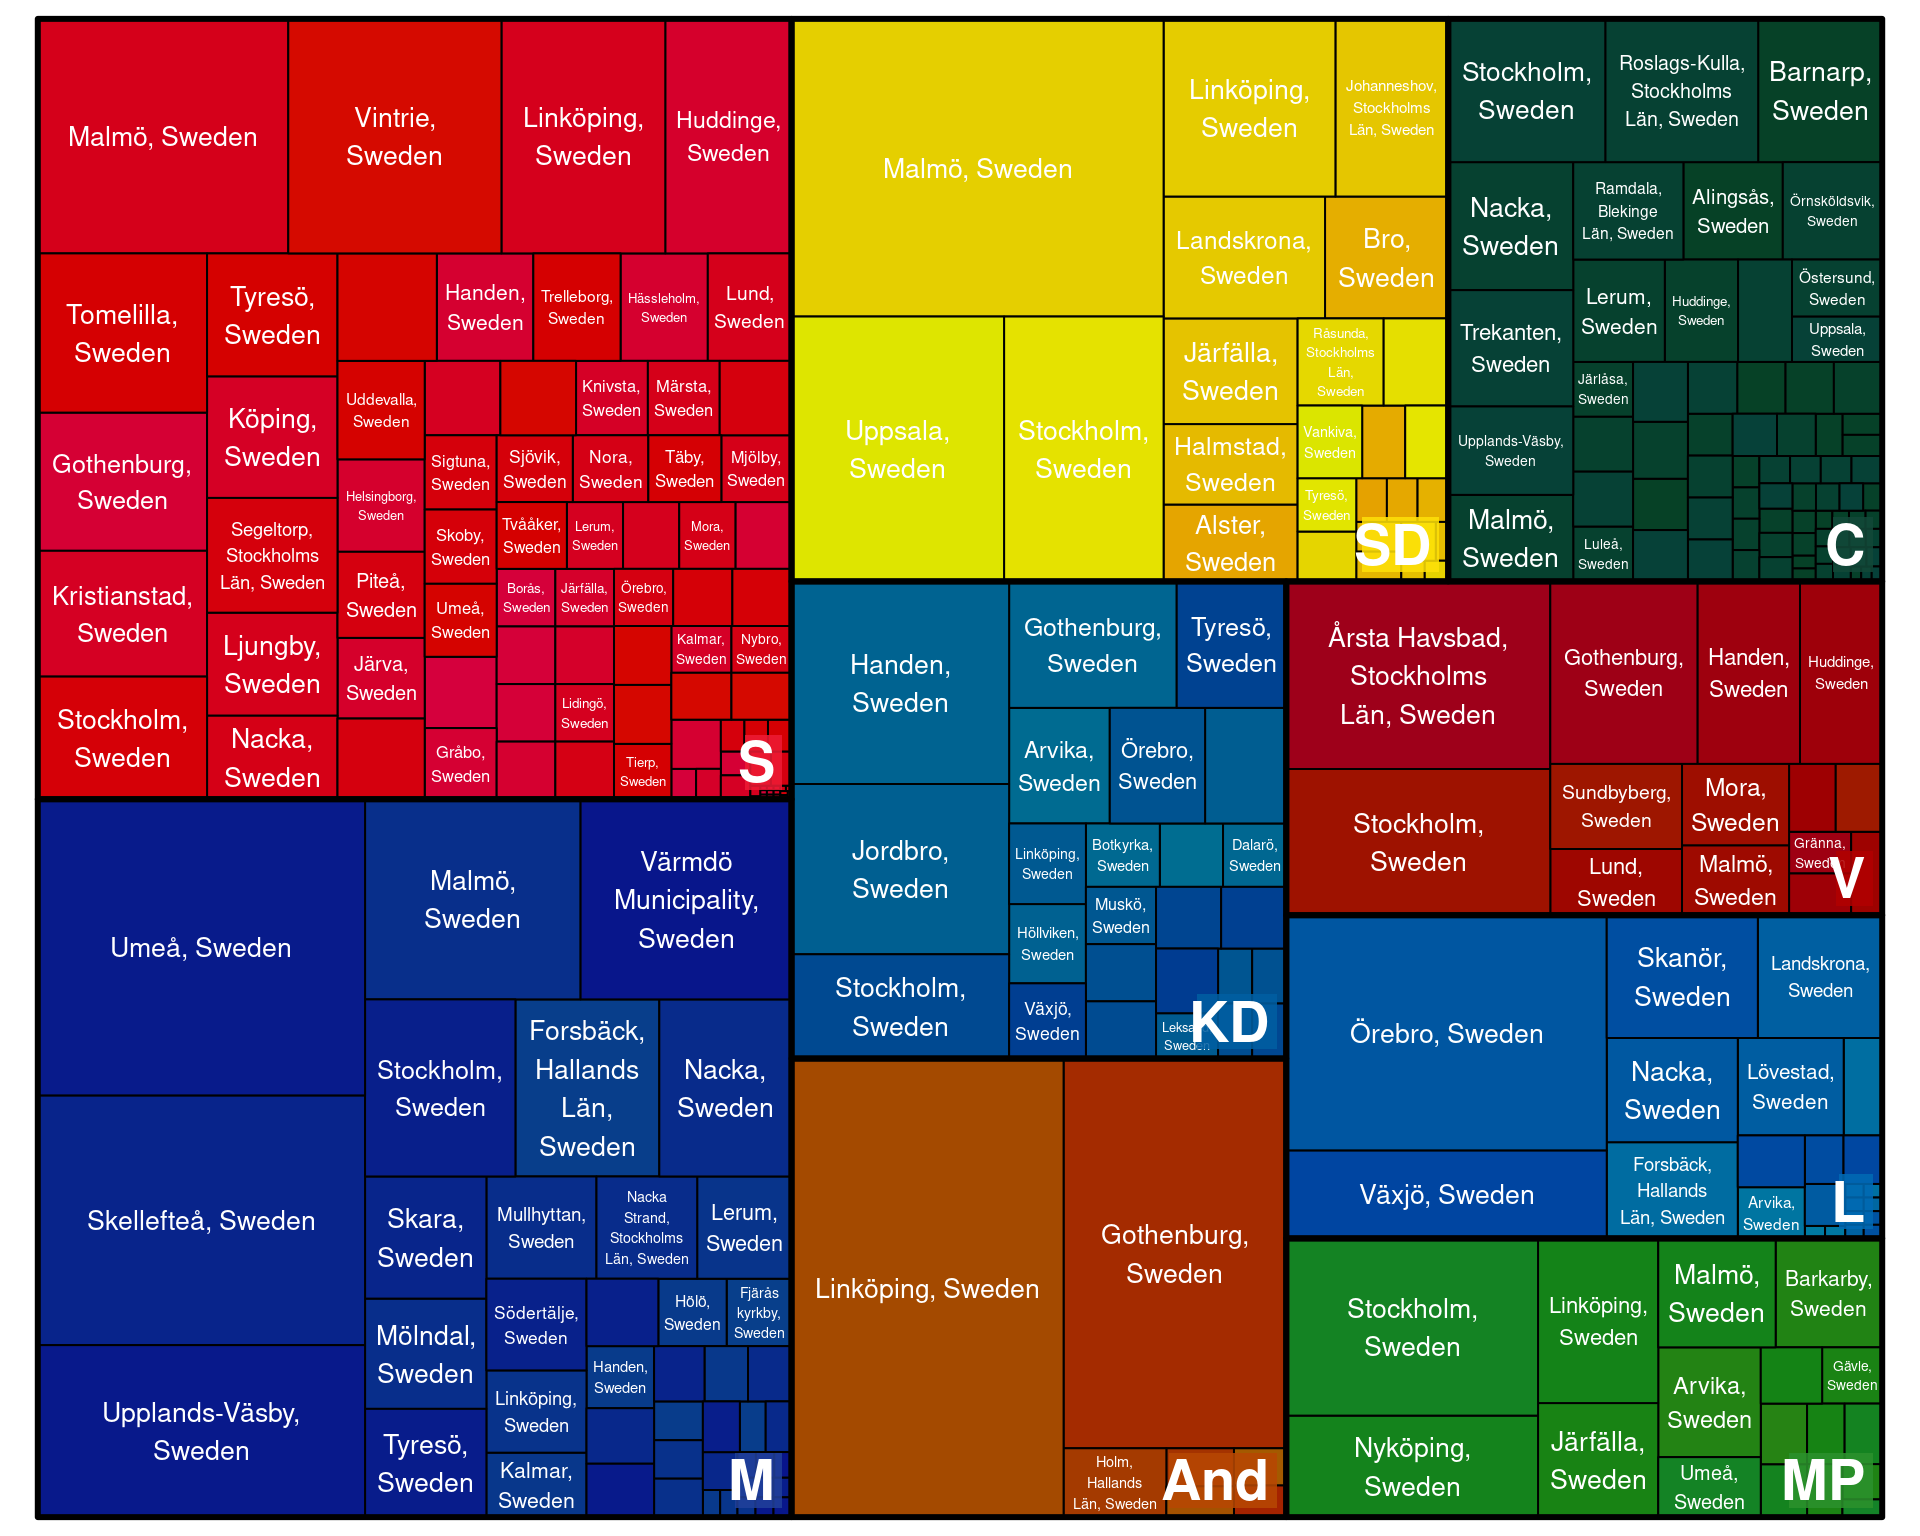 Malmö, Sweden
Vintrie,
Sweden
Linköping,
Sweden
Huddinge,
Sweden
Tomelilla,
Sweden
Gothenburg,
Sweden
Kristianstad,
Sweden
Stockholm,
Sweden
Tyresö,
Sweden
Köping,
Sweden
Segeltorp,
Stockholms
Län, Sweden
Ljungby,
Sweden
Nacka,
Sweden
Handen,
Sweden
Trelleborg,
Sweden
Hässleholm,
Sweden
Lund,
Sweden
Uddevalla,
Sweden
Helsingborg,
Sweden
Piteå,
Sweden
Järva,
Sweden
Knivsta,
Sweden
Märsta,
Sweden
Sigtuna,
Sweden
Skoby,
Sweden
Umeå,
Sweden
Gråbo,
Sweden
Sjövik,
Sweden
Nora,
Sweden
Täby,
Sweden
Mjölby,
Sweden
Tvååker,
Sweden
Lerum,
Sweden
Mora,
Sweden
Borås,
Sweden
Järfälla,
Sweden
Örebro,
Sweden
Kalmar,
Sweden
Nybro,
Sweden
Lidingö,
Sweden
Tierp,
Sweden
S
Umeå, Sweden
Skellefteå, Sweden
Upplands-Väsby,
Sweden
Malmö,
Sweden
Värmdö
Municipality,
Sweden
Stockholm,
Sweden
Forsbäck,
Hallands
Län,
Sweden
Nacka,
Sweden
Skara,
Sweden
Mölndal,
Sweden
Tyresö,
Sweden
Mullhyttan,
Sweden
Nacka
Strand,
Stockholms
Län, Sweden
Lerum,
Sweden
Södertälje,
Sweden
Linköping,
Sweden
Kalmar,
Sweden
Hölö,
Sweden
Fjärås
kyrkby,
Sweden
Handen,
Sweden
M
Malmö, Sweden
Uppsala,
Sweden
Stockholm,
Sweden
Linköping,
Sweden
Johanneshov,
Stockholms
Län, Sweden
Landskrona,
Sweden
Bro,
Sweden
Järfälla,
Sweden
Halmstad,
Sweden
Alster,
Sweden
Råsunda,
Stockholms
Län,
Sweden
Vankiva,
Sweden
Tyresö,
Sweden
SD
Stockholm,
Sweden
Roslags-Kulla,
Stockholms
Län, Sweden
Barnarp,
Sweden
Nacka,
Sweden
Trekanten,
Sweden
Upplands-Väsby,
Sweden
Malmö,
Sweden
Ramdala,
Blekinge
Län, Sweden
Alingsås,
Sweden
Örnsköldsvik,
Sweden
Lerum,
Sweden
Huddinge,
Sweden
Östersund,
Sweden
Uppsala,
Sweden
Järlåsa,
Sweden
Luleå,
Sweden
C
Handen,
Sweden
Jordbro,
Sweden
Stockholm,
Sweden
Gothenburg,
Sweden
Tyresö,
Sweden
Arvika,
Sweden
Örebro,
Sweden
Linköping,
Sweden
Höllviken,
Sweden
Växjö,
Sweden
Botkyrka,
Sweden
Dalarö,
Sweden
Muskö,
Sweden
Sweden
KD
Linköping, Sweden
Gothenburg,
Sweden
Holm,
Hallands
Län, Sweden
And
Årsta Havsbad,
Stockholms
Län, Sweden
Stockholm,
Sweden
Gothenburg,
Sweden
Handen,
Sweden
Huddinge,
Sweden
Sundbyberg,
Sweden
Lund,
Sweden
Mora,
Sweden
Malmö,
Sweden
Gränna,
Sweden
V
Örebro, Sweden
Växjö, Sweden
Skanör,
Sweden
Landskrona,
Sweden
Nacka,
Sweden
Lövestad,
Sweden
Forsbäck,
Hallands
Län, Sweden
Arvika,
Sweden
L
Stockholm,
Sweden
Nyköping,
Sweden
Linköping,
Sweden
Järfälla,
Sweden
Malmö,
Sweden
Barkarby,
Sweden
Arvika,
Sweden
Gävle,
Sweden
Umeå,
Sweden
MP